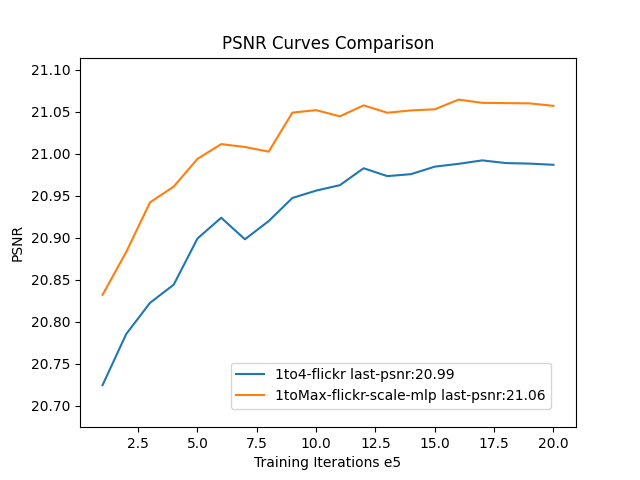 PSNR Curves Comparison
21.10
21.05
21.00
20.95
20.90
20.85
20.80
20.75
20.70
PSNR
1to4-flickr last-psnr:20.99
1toMax-flickr-scale-mlp last-psnr:21.06
2.5 5.0 7.5 10.0 12.5 15.0 17.5 20.0
Training Iterations e5